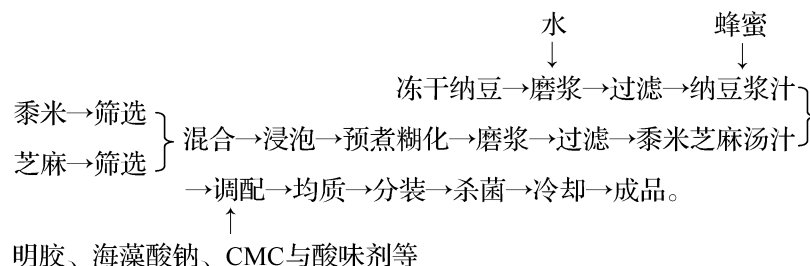 水 蜂蜜
冻干纳豆→磨浆→过滤→纳豆浆汁
黍米→筛选
混合→浸泡→预煮糊化→磨浆→过滤→黍米芝麻汤汁
芝麻→筛选
→调配→均质→分装→杀菌→冷却→成品。
明胶、海藻酸钠、CMC与酸味剂等